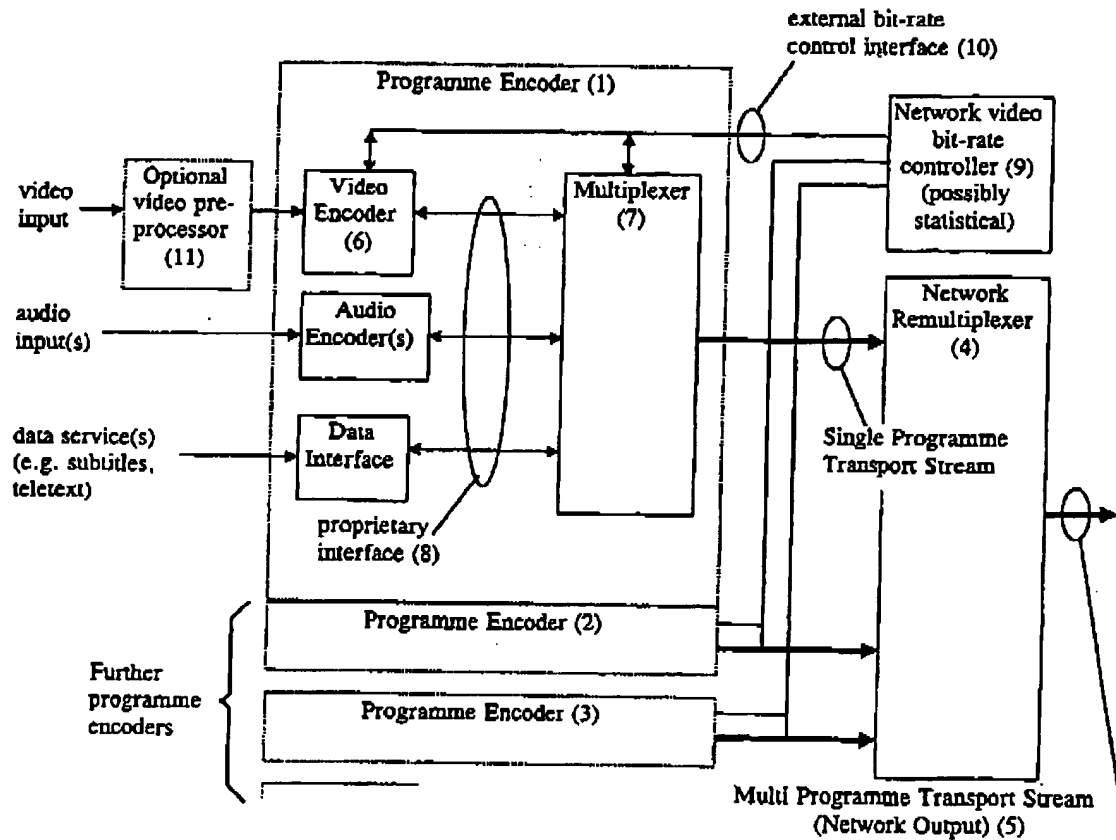 external bit-rate
control interface (10)
Programme Encoder (1)
Network video
bit-rate
controller (9)
(possibly
statistical)
video
input
Optional
video pre-
processor
(11)
Video
Encoder
(6)
Multiplexer
(7)
audio
input(s)
Audio
Encoder(s)
Network
Remultiplexer
(4)
data service(s)
(e.g. subtitles,
teletext)
Data
Interface
Single Programme
Transport Stream
proprietary
interface (8)
Programme Encoder (2)
Further
programme
encoders
Programme Encoder (3)
Multi Programme Transport Stream
(Network Output) (5)